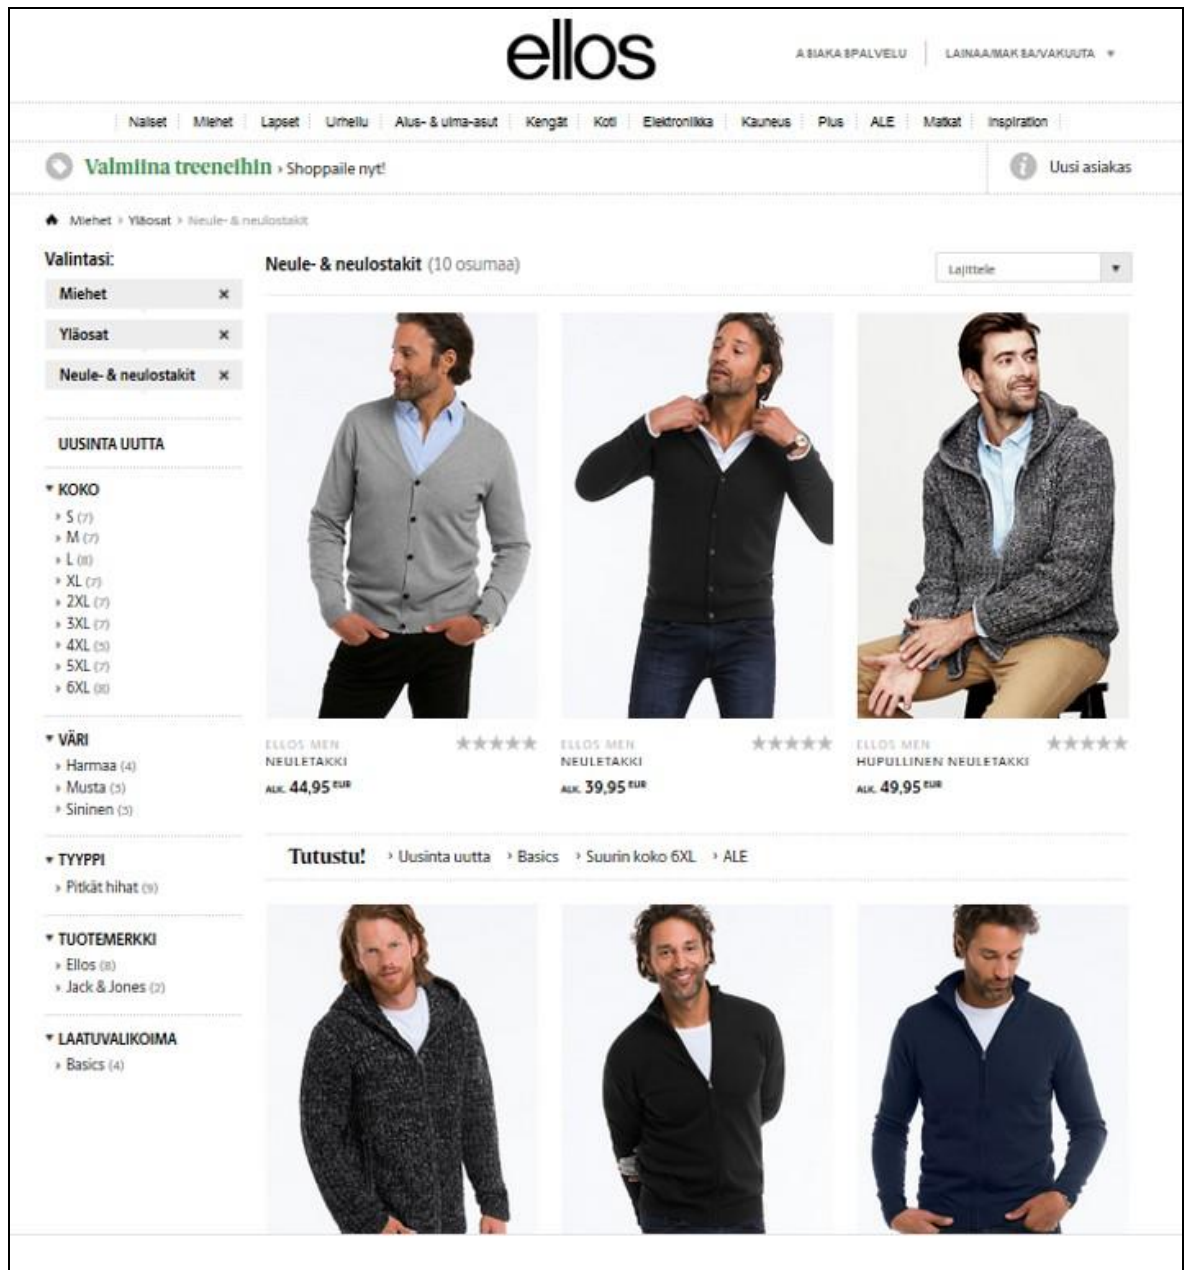 ellos
ASIAKASPALVELU LAINAA/MAKSA/VAKUUTA
Naiset Miehet Lapset Urheilu Alus- & uima-asut Kengät Koti Elektroniikka Kauneus Plus ALE Matkat Inspiration
Valmiina treeneihin › Shoppaile nyt!
Uusi asiakas
Miehet › Yläosat › Neule- & neulostakit
Valintasi:
Miehet ×
Yläosat ×
Neule- & neulostakit ×
UUSINTA UUTTA
KOKO
› S (7)
› M (7)
› L (8)
› XL (7)
› 2XL (7)
› 3XL (7)
› 4XL (5)
› 5XL (7)
› 6XL (8)
VÄRI
› Harmaa (4)
› Musta (3)
› Sininen (3)
TYYPPI
› Pitkät hihat (9)
TUOTEMERKKI
› Ellos (8)
› Jack & Jones (2)
LAATUVALIKOIMA
› Basics (4)
Neule- & neulostakit (10 osumaa)
Lajittele
ELLOS MEN
NEULETAKKI
ALK. 44,95 EUR
ELLOS MEN
NEULETAKKI
ALK. 39,95 EUR
ELLOS MEN
HUPULLINEN NEULETAKKI
ALK. 49,95 EUR
Tutustu! › Uusinta uutta › Basics › Suurin koko 6XL › ALE